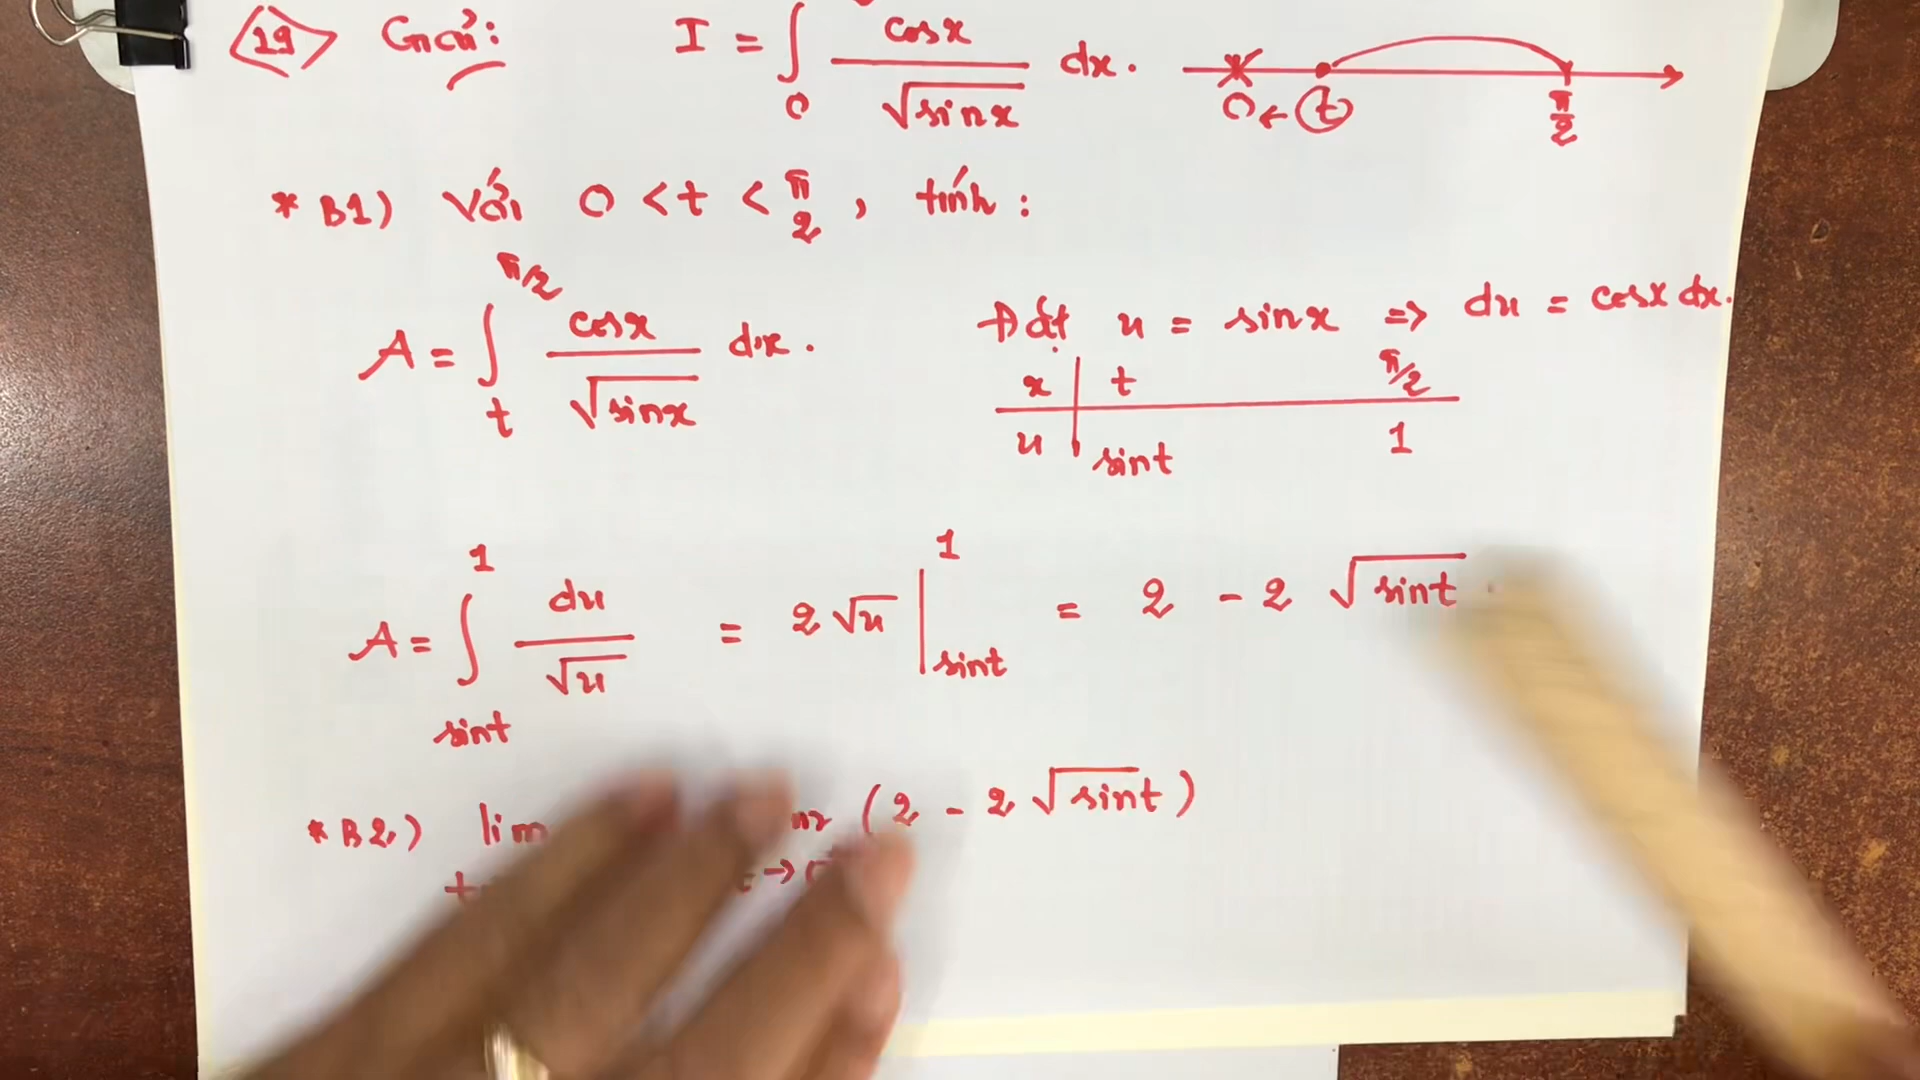 ⟨19⟩ Giải: I = ∫₀ cosx/√sinx dx. 0 ← t π/2
* B1) Với 0 < t < π/2, tính:
A = ∫ₜ^{π/2} cosx/√sinx dx. Đặt u = sinx => du = cosx dx.
x | t π/2
u | sint 1
A = ∫_{sint}^{1} du/√u = 2√u |_{sint}^{1} = 2 - 2√sint.
* B2) lim (2 - 2√sint)